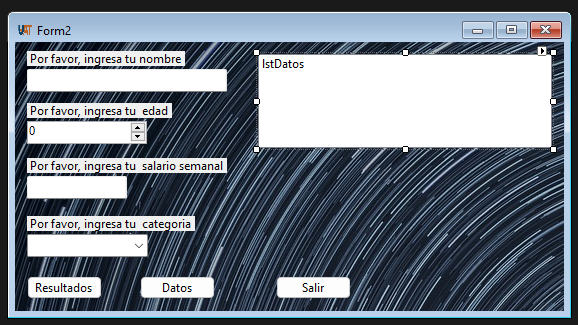 Form2
Por favor, ingresa tu nombre
lstDatos
Por favor, ingresa tu  edad
0
Por favor, ingresa tu  salario semanal
Por favor, ingresa tu  categoria
Resultados
Datos
Salir